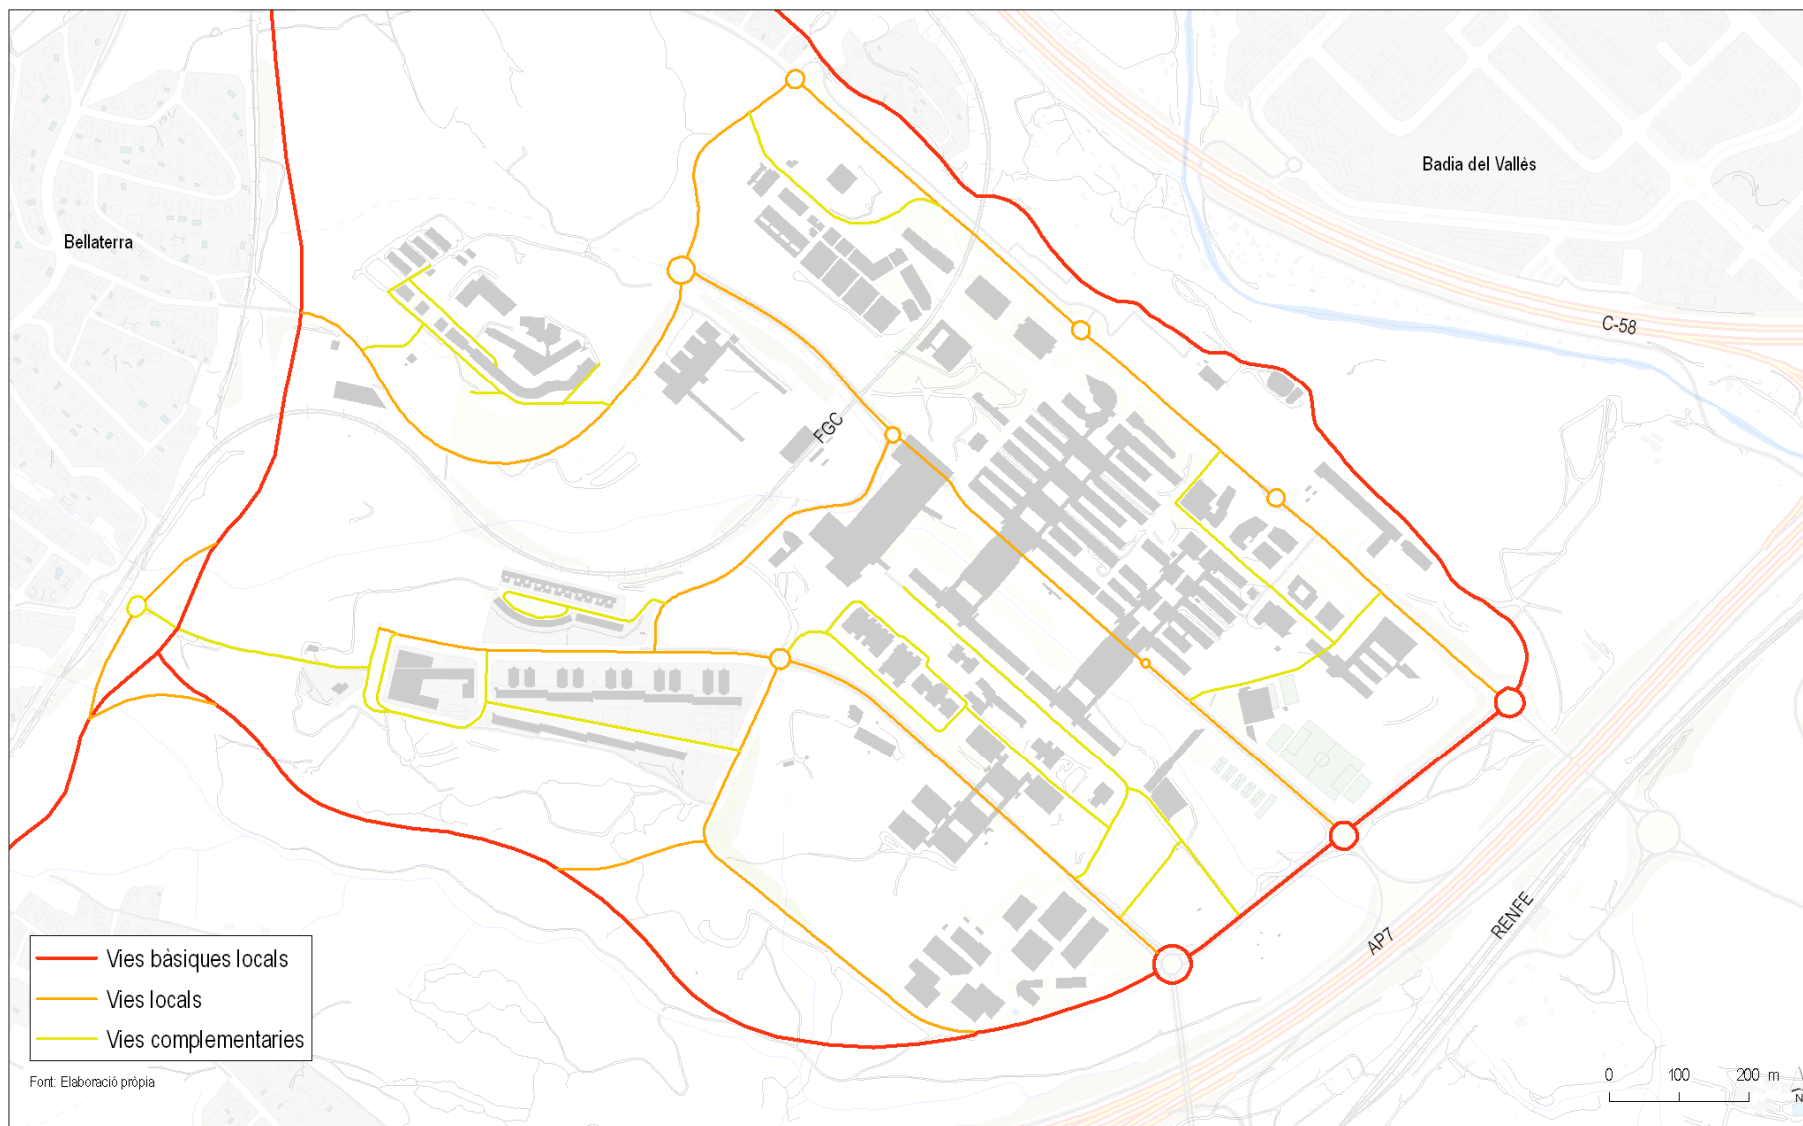 Badia del Vallès
Bellaterra
C-58
FGC
RENFE
AP7
Vies bàsiques locals
Vies locals
Vies complementaries
Font: Elaboració pròpia
0 100 200 m
N